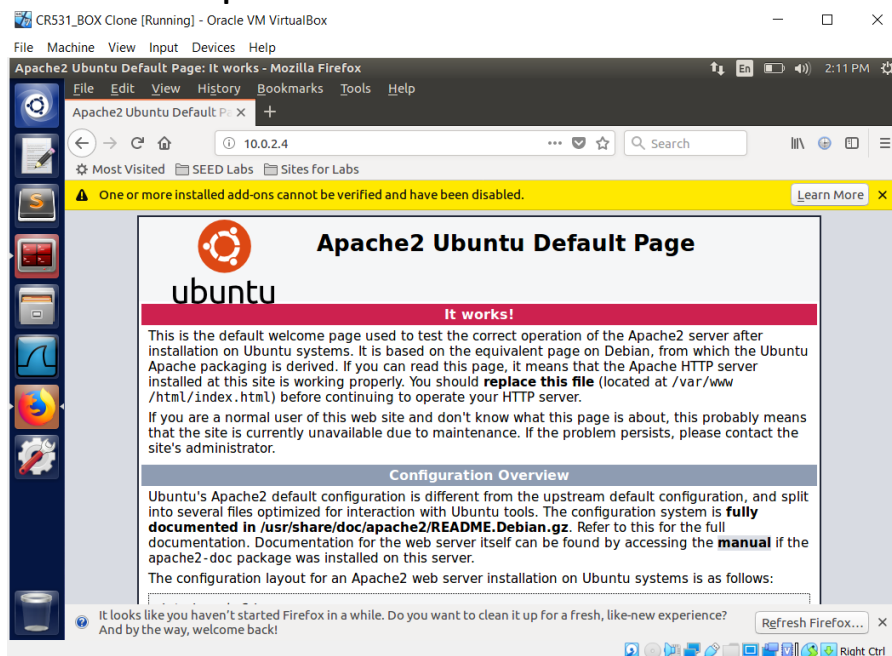 CR531_BOX Clone [Running] - Oracle VM VirtualBox
File Machine View Input Devices Help
Apache2 Ubuntu Default Page: It works - Mozilla Firefox
En
2:11 PM
File Edit View History Bookmarks Tools Help
Apache2 Ubuntu Default P
10.0.2.4
Search
Most Visited SEED Labs Sites for Labs
One or more installed add-ons cannot be verified and have been disabled.
Learn More
ubuntu
Apache2 Ubuntu Default Page
It works!
This is the default welcome page used to test the correct operation of the Apache2 server after
installation on Ubuntu systems. It is based on the equivalent page on Debian, from which the Ubuntu
Apache packaging is derived. If you can read this page, it means that the Apache HTTP server
installed at this site is working properly. You should replace this file (located at /var/www
/html/index.html) before continuing to operate your HTTP server.
If you are a normal user of this web site and don't know what this page is about, this probably means
that the site is currently unavailable due to maintenance. If the problem persists, please contact the
site's administrator.
Configuration Overview
Ubuntu's Apache2 default configuration is different from the upstream default configuration, and split
into several files optimized for interaction with Ubuntu tools. The configuration system is fully
documented in /usr/share/doc/apache2/README.Debian.gz. Refer to this for the full
documentation. Documentation for the web server itself can be found by accessing the manual if the
apache2-doc package was installed on this server.
The configuration layout for an Apache2 web server installation on Ubuntu systems is as follows:
It looks like you haven't started Firefox in a while. Do you want to clean it up for a fresh, like-new experience?
And by the way, welcome back!
Refresh Firefox...
Right Ctrl